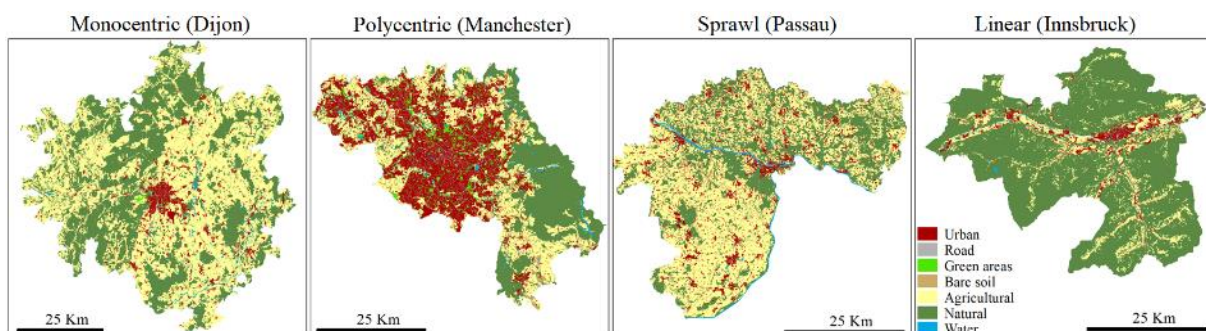 Monocentric (Dijon)
Polycentric (Manchester)
Sprawl (Passau)
Linear (Innsbruck)
Urban
Road
Green areas
Bare soil
Agricultural
Natural
Water
25 Km
25 Km
25 Km
25 Km